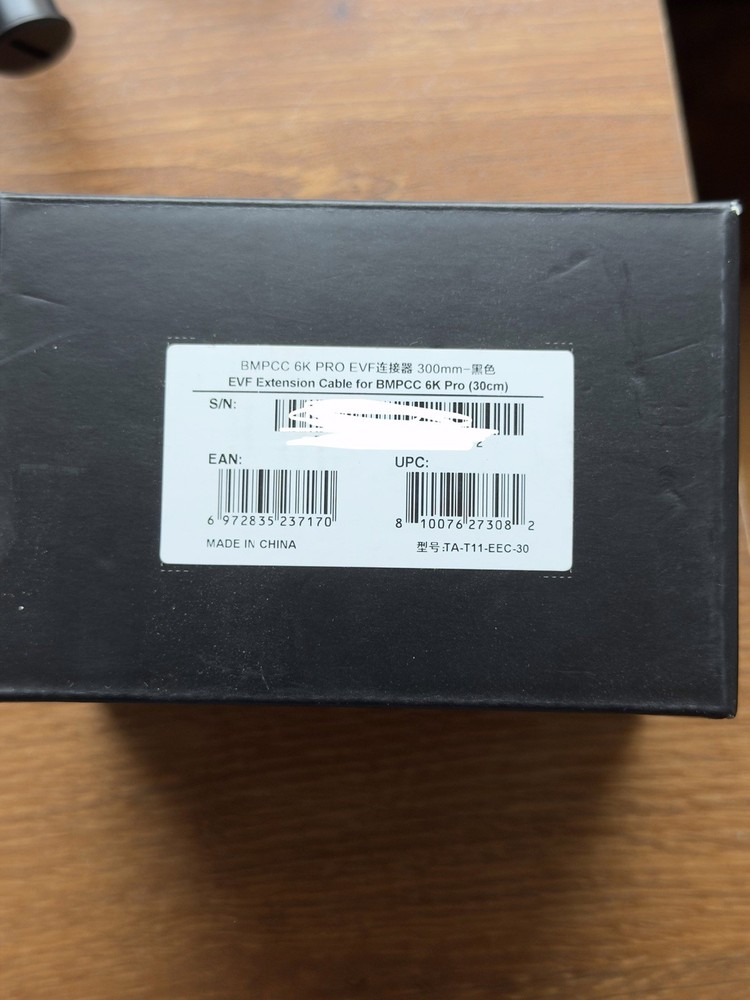 BMPCC 6K PRO EVF连接器 300mm-黑色
EVF Extension Cable for BMPCC 6K Pro (30cm)
S/N:
2
EAN: UPC:
6 972835 237170 8 10076 27308 2
MADE IN CHINA 型号:TA-T11-EEC-30